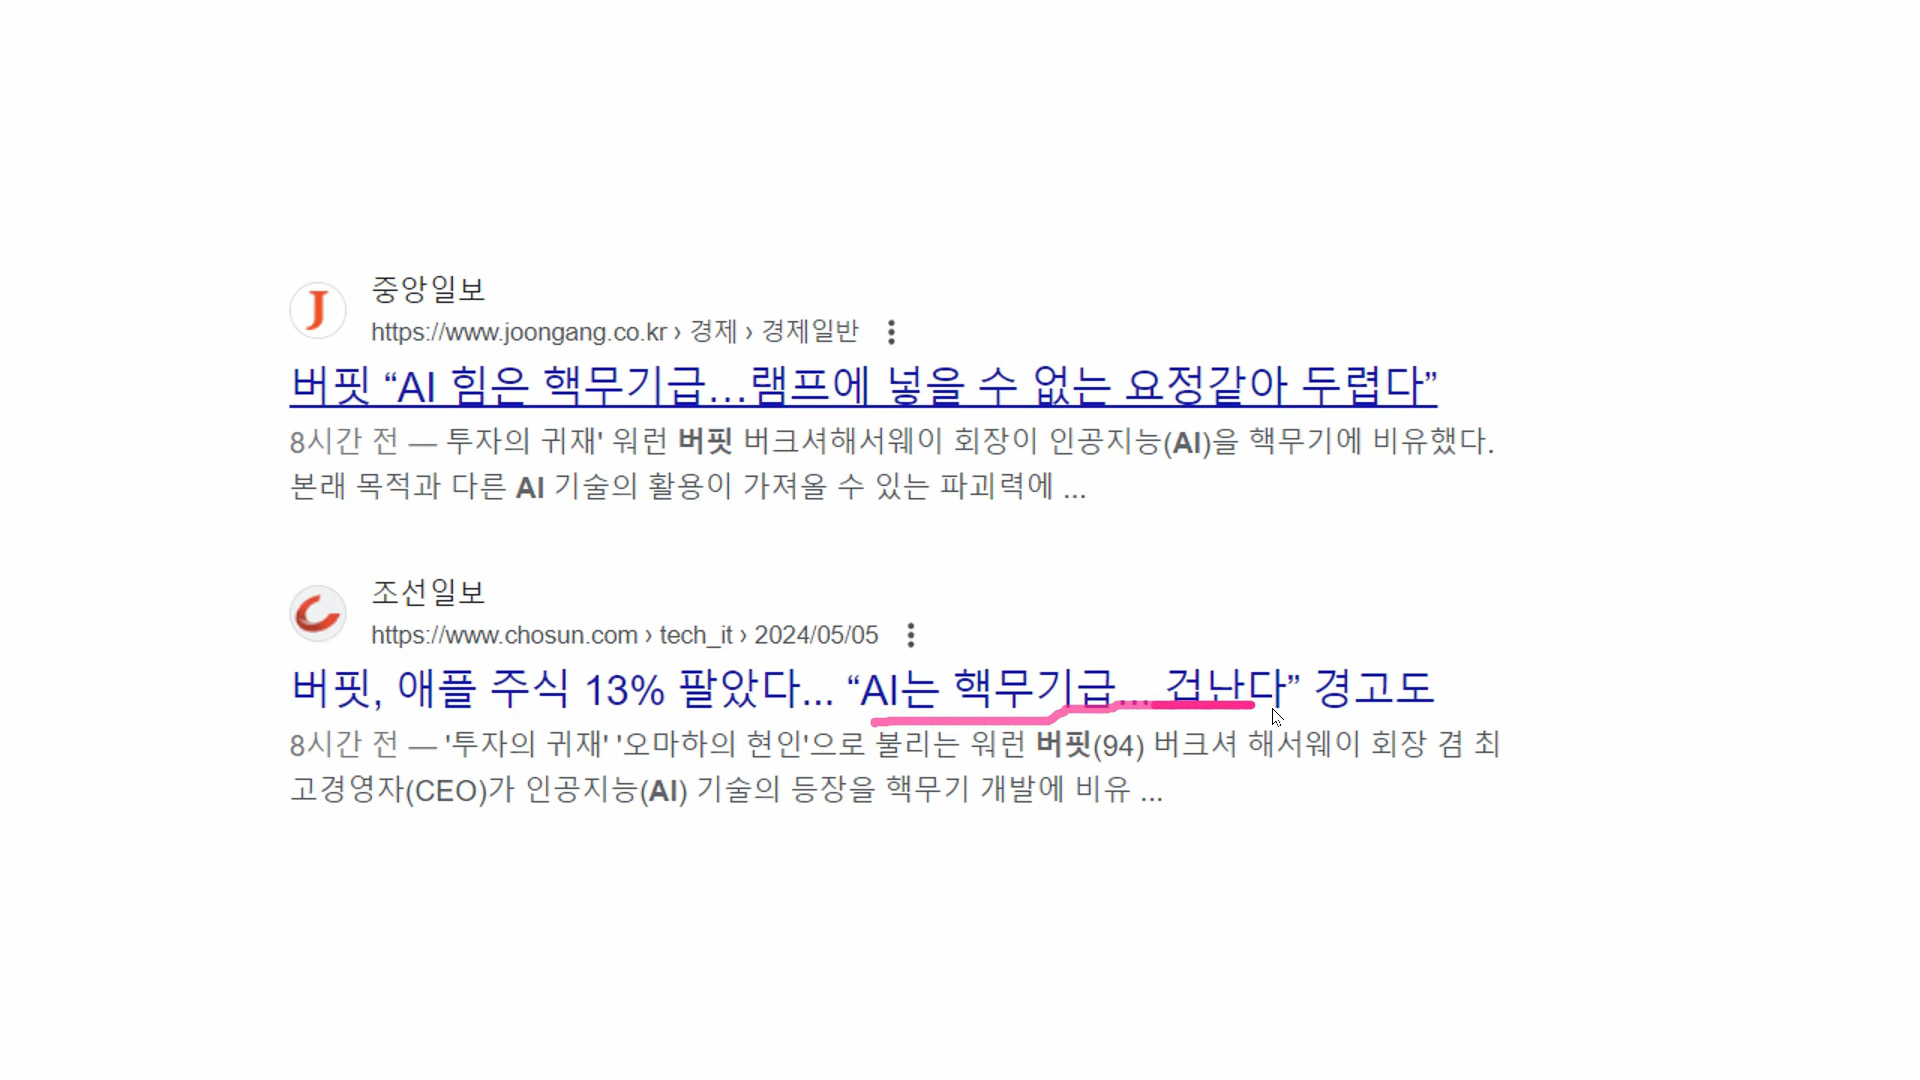 중앙일보
https://www.joongang.co.kr › 경제 › 경제일반
버핏 “AI 힘은 핵무기급…램프에 넣을 수 없는 요정같아 두렵다”
8시간 전 — 투자의 귀재' 워런 버핏 버크셔해서웨이 회장이 인공지능(AI)을 핵무기에 비유했다.
본래 목적과 다른 AI 기술의 활용이 가져올 수 있는 파괴력에 ...
조선일보
https://www.chosun.com › tech_it › 2024/05/05
버핏, 애플 주식 13% 팔았다... “AI는 핵무기급... 겁난다” 경고도
8시간 전 — '투자의 귀재' '오마하의 현인'으로 불리는 워런 버핏(94) 버크셔 해서웨이 회장 겸 최
고경영자(CEO)가 인공지능(AI) 기술의 등장을 핵무기 개발에 비유 ...